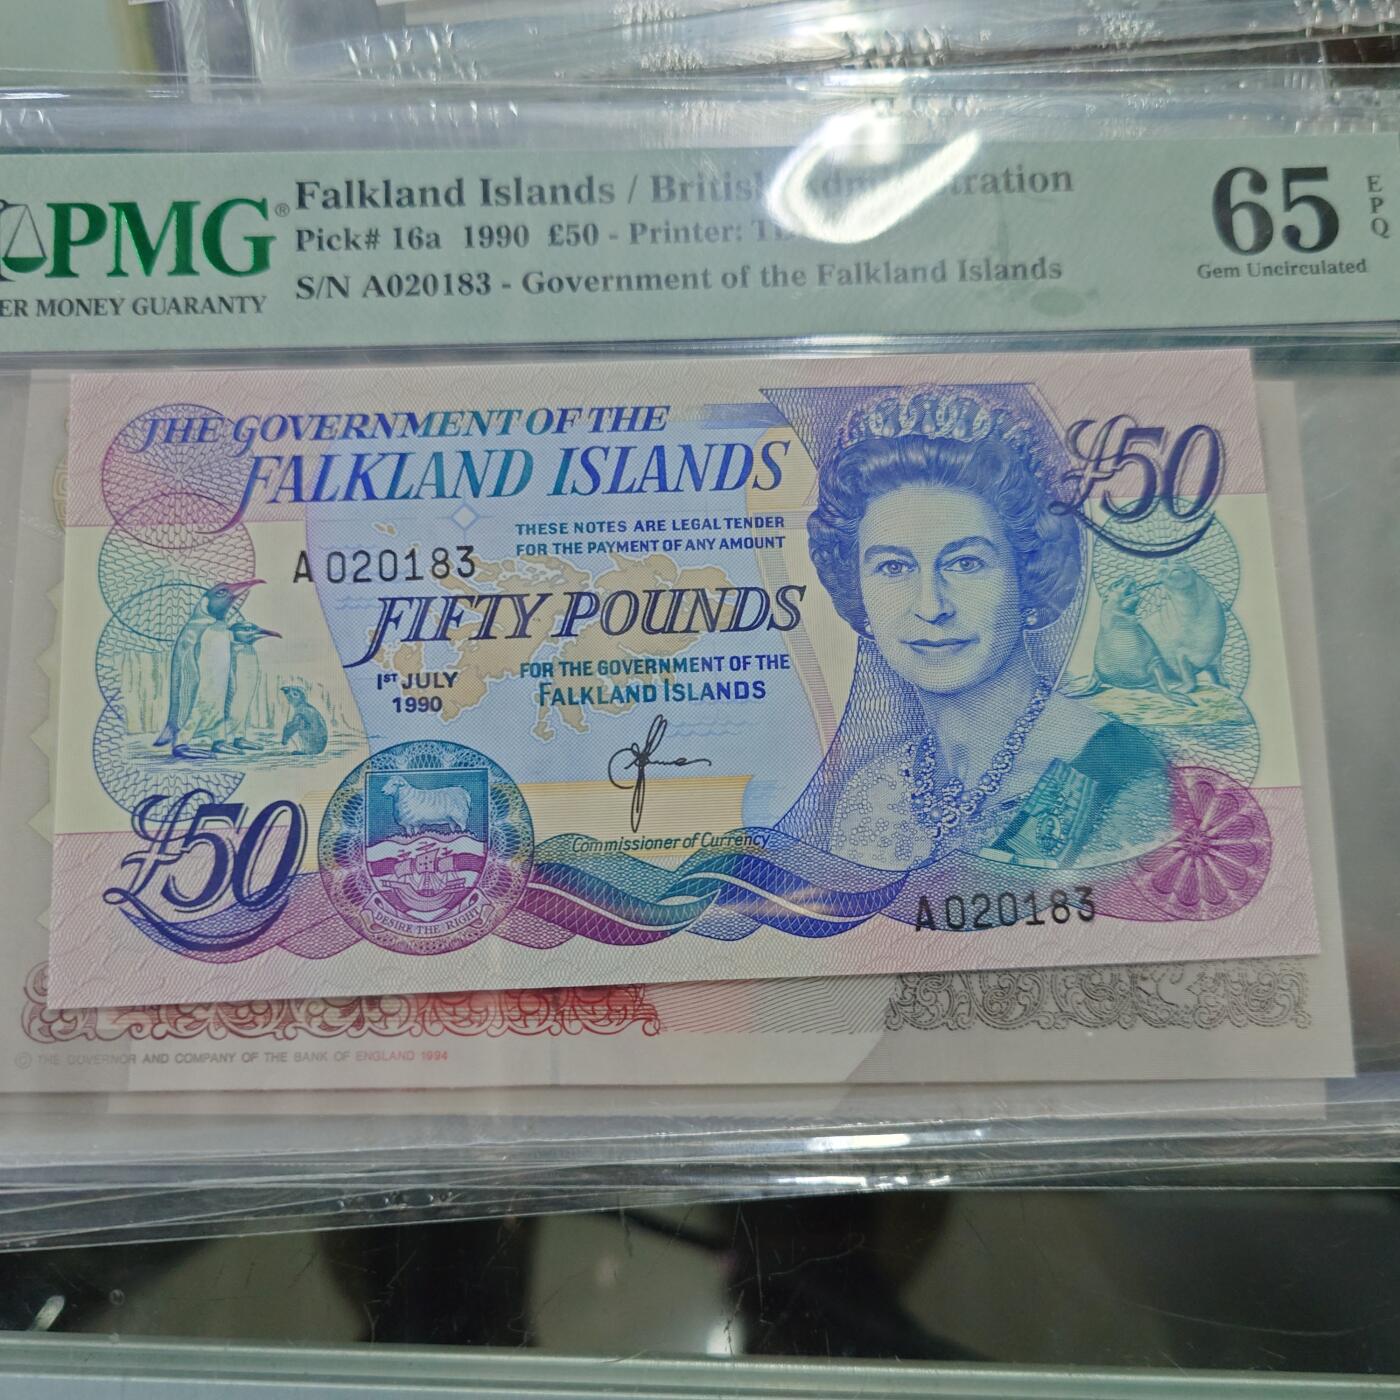 PMG®
ER MONEY GUARANTY
Falkland Islands / British Administration
Pick# 16a 1990 £50 - Printer:
S/N A020183 - Government of the Falkland Islands
65
EPQ
Gem Uncirculated
THE GOVERNMENT OF THE
FALKLAND ISLANDS
£50
THESE NOTES ARE LEGAL TENDER
FOR THE PAYMENT OF ANY AMOUNT
A020183
FIFTY POUNDS
1ST JULY
1990
FOR THE GOVERNMENT OF THE
FALKLAND ISLANDS
Commissioner of Currency
£50
DESIRE THE RIGHT
A020183
© THE GOVERNOR AND COMPANY OF THE BANK OF ENGLAND 1994